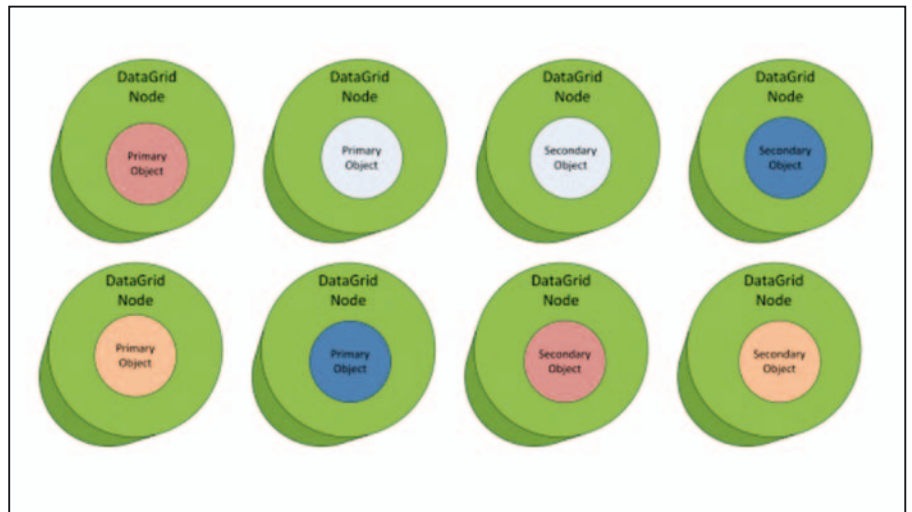 DataGrid
Node
Primary
Object
DataGrid
Node
Primary
Object
DataGrid
Node
Secondary
Object
DataGrid
Node
Secondary
Object
DataGrid
Node
Primary
Object
DataGrid
Node
Primary
Object
DataGrid
Node
Secondary
Object
DataGrid
Node
Secondary
Object